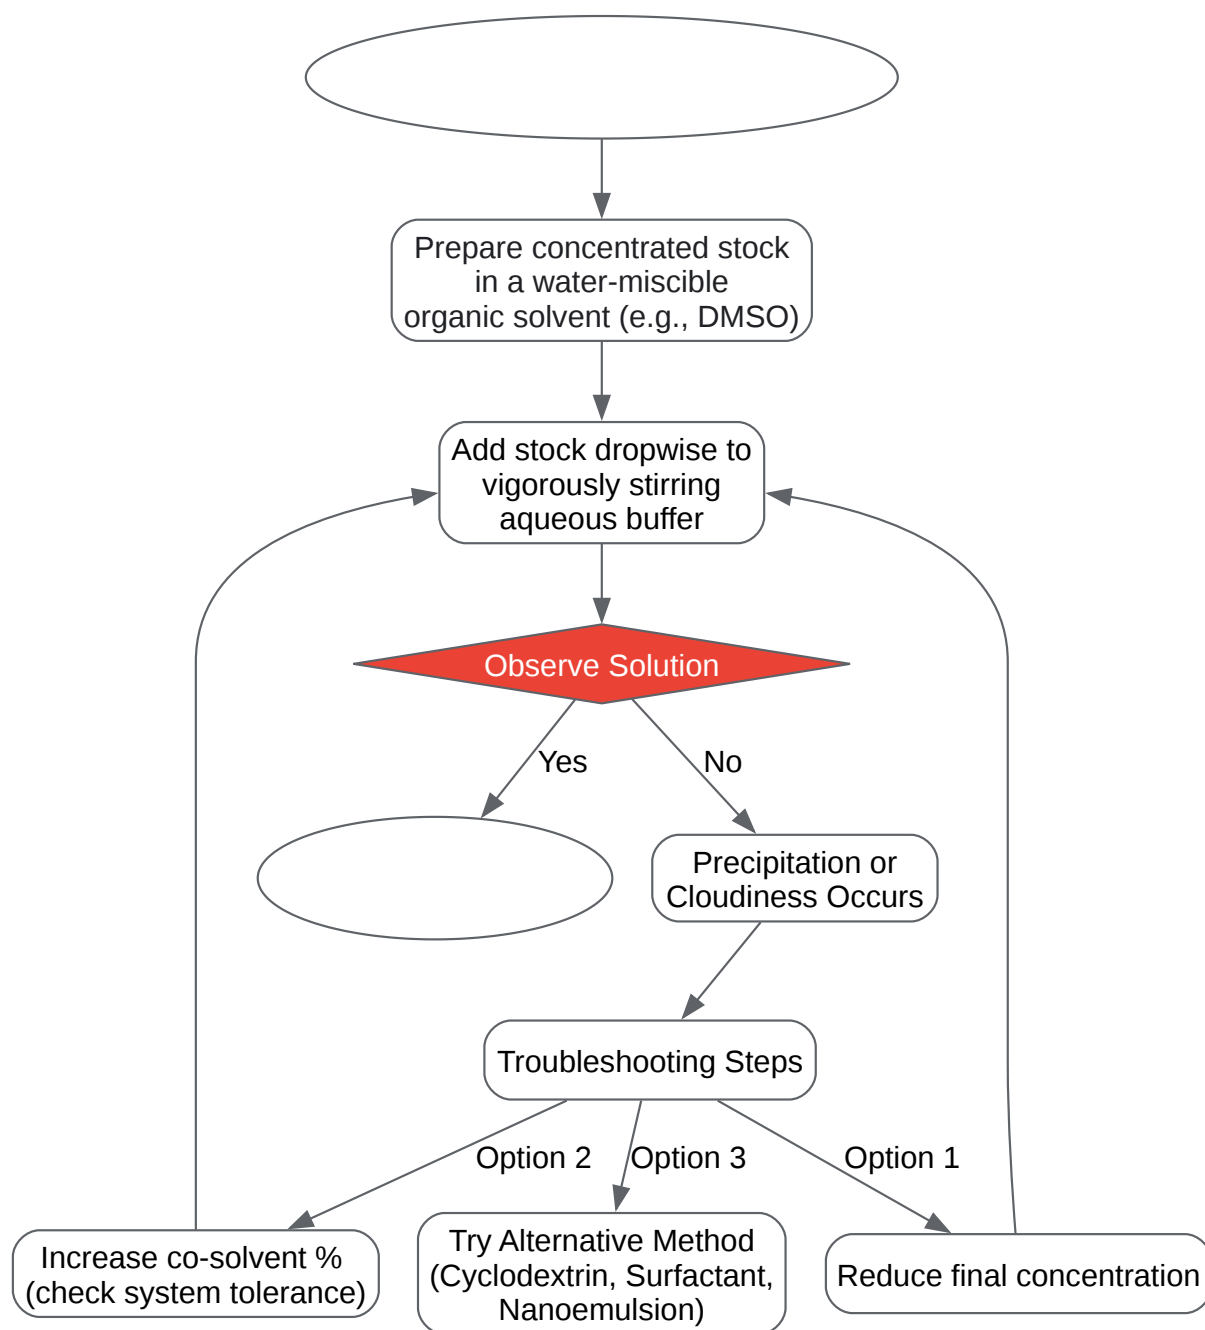 Prepare concentrated stock
in a water-miscible
organic solvent (e.g., DMSO)
Add stock dropwise to
vigorously stirring
aqueous buffer
Observe Solution
Yes
No
Precipitation or
Cloudiness Occurs
Troubleshooting Steps
Option 2
Option 3
Option 1
Increase co-solvent %
(check system tolerance)
Try Alternative Method
(Cyclodextrin, Surfactant,
Nanoemulsion)
Reduce final concentration